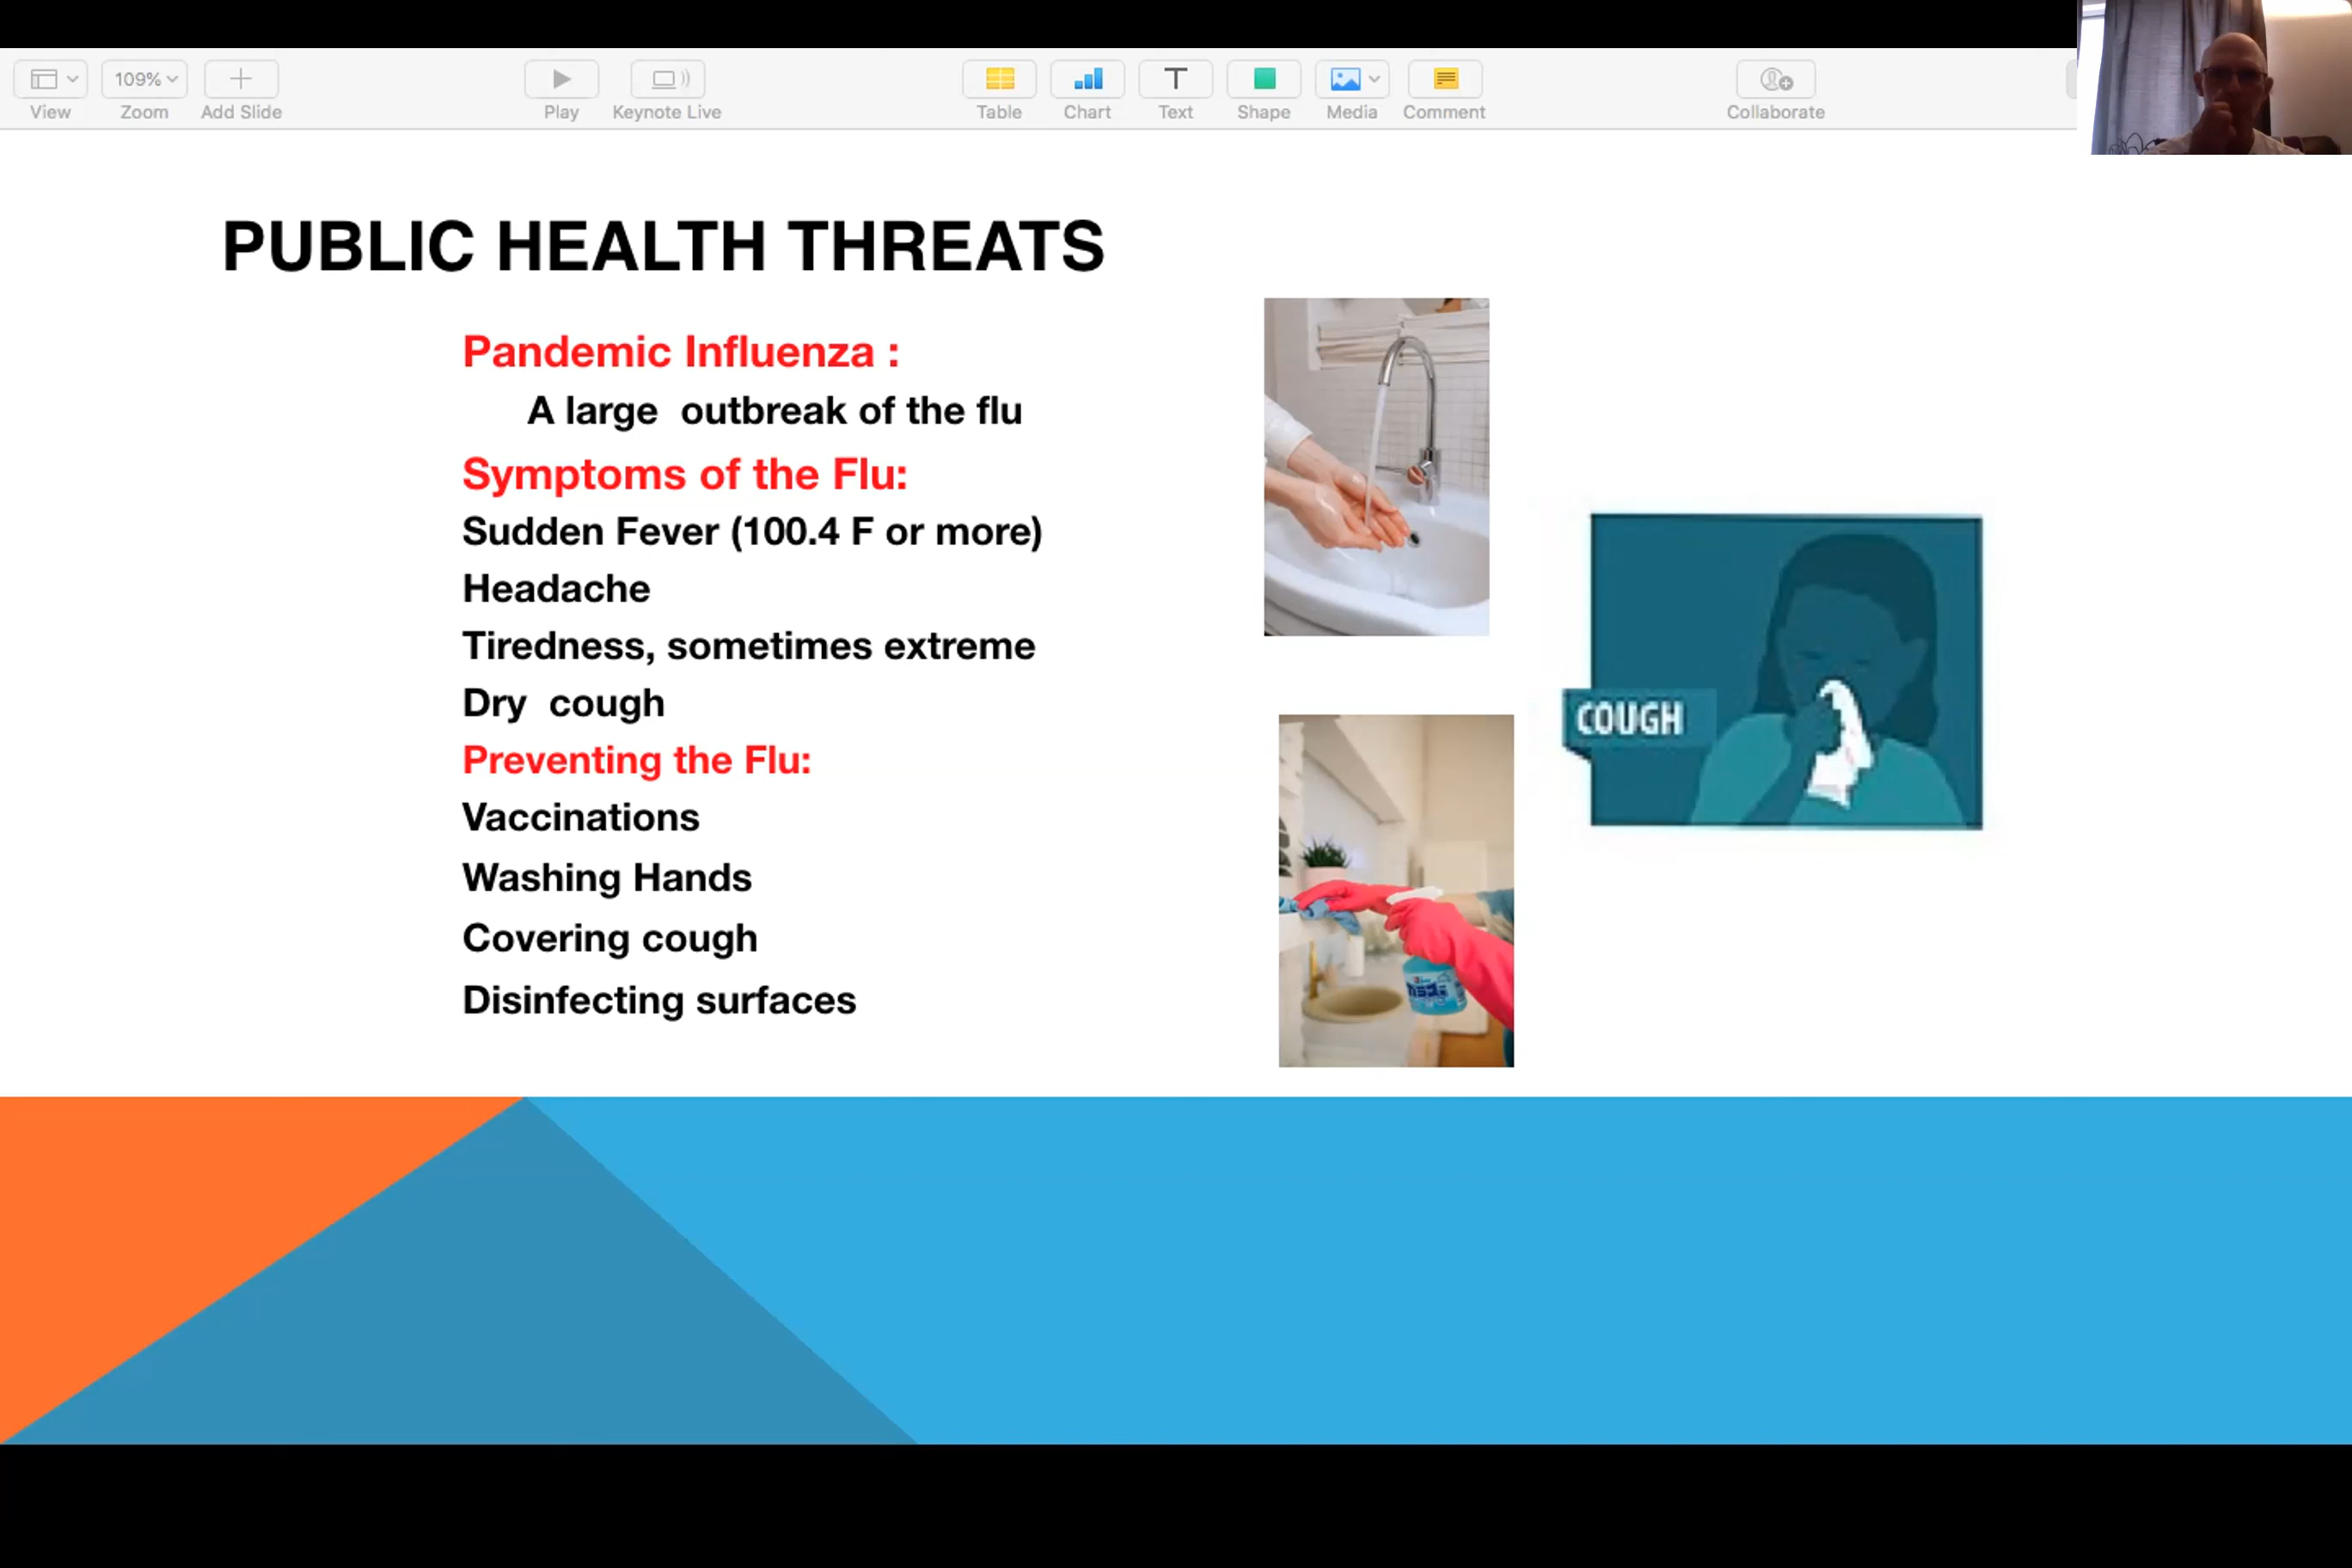 109%
View
Zoom
Add Slide
Play
Keynote Live
Table
Chart
Text
Shape
Media
Comment
Collaborate
PUBLIC HEALTH THREATS
Pandemic Influenza :
A large  outbreak of the flu
Symptoms of the Flu:
Sudden Fever (100.4 F or more)
Headache
Tiredness, sometimes extreme
Dry  cough
Preventing the Flu:
Vaccinations
Washing Hands
Covering cough
Disinfecting surfaces
COUGH